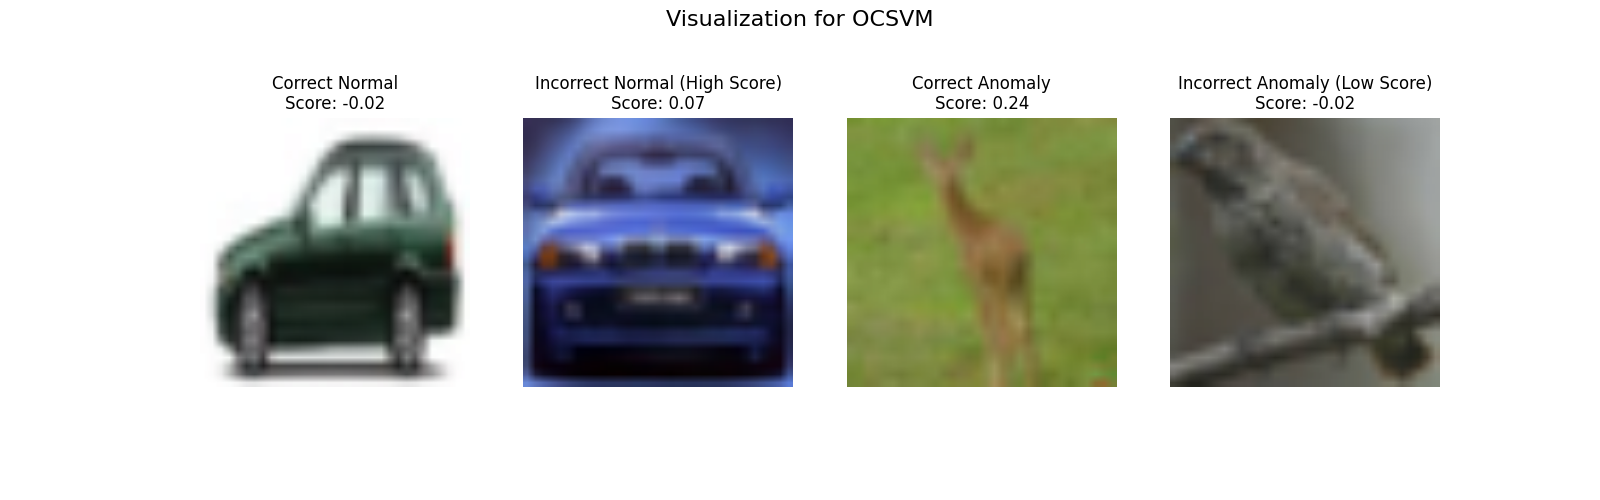 Visualization for OCSVM
Correct Normal
Score: -0.02
Incorrect Normal (High Score)
Score: 0.07
Correct Anomaly
Score: 0.24
Incorrect Anomaly (Low Score)
Score: -0.02